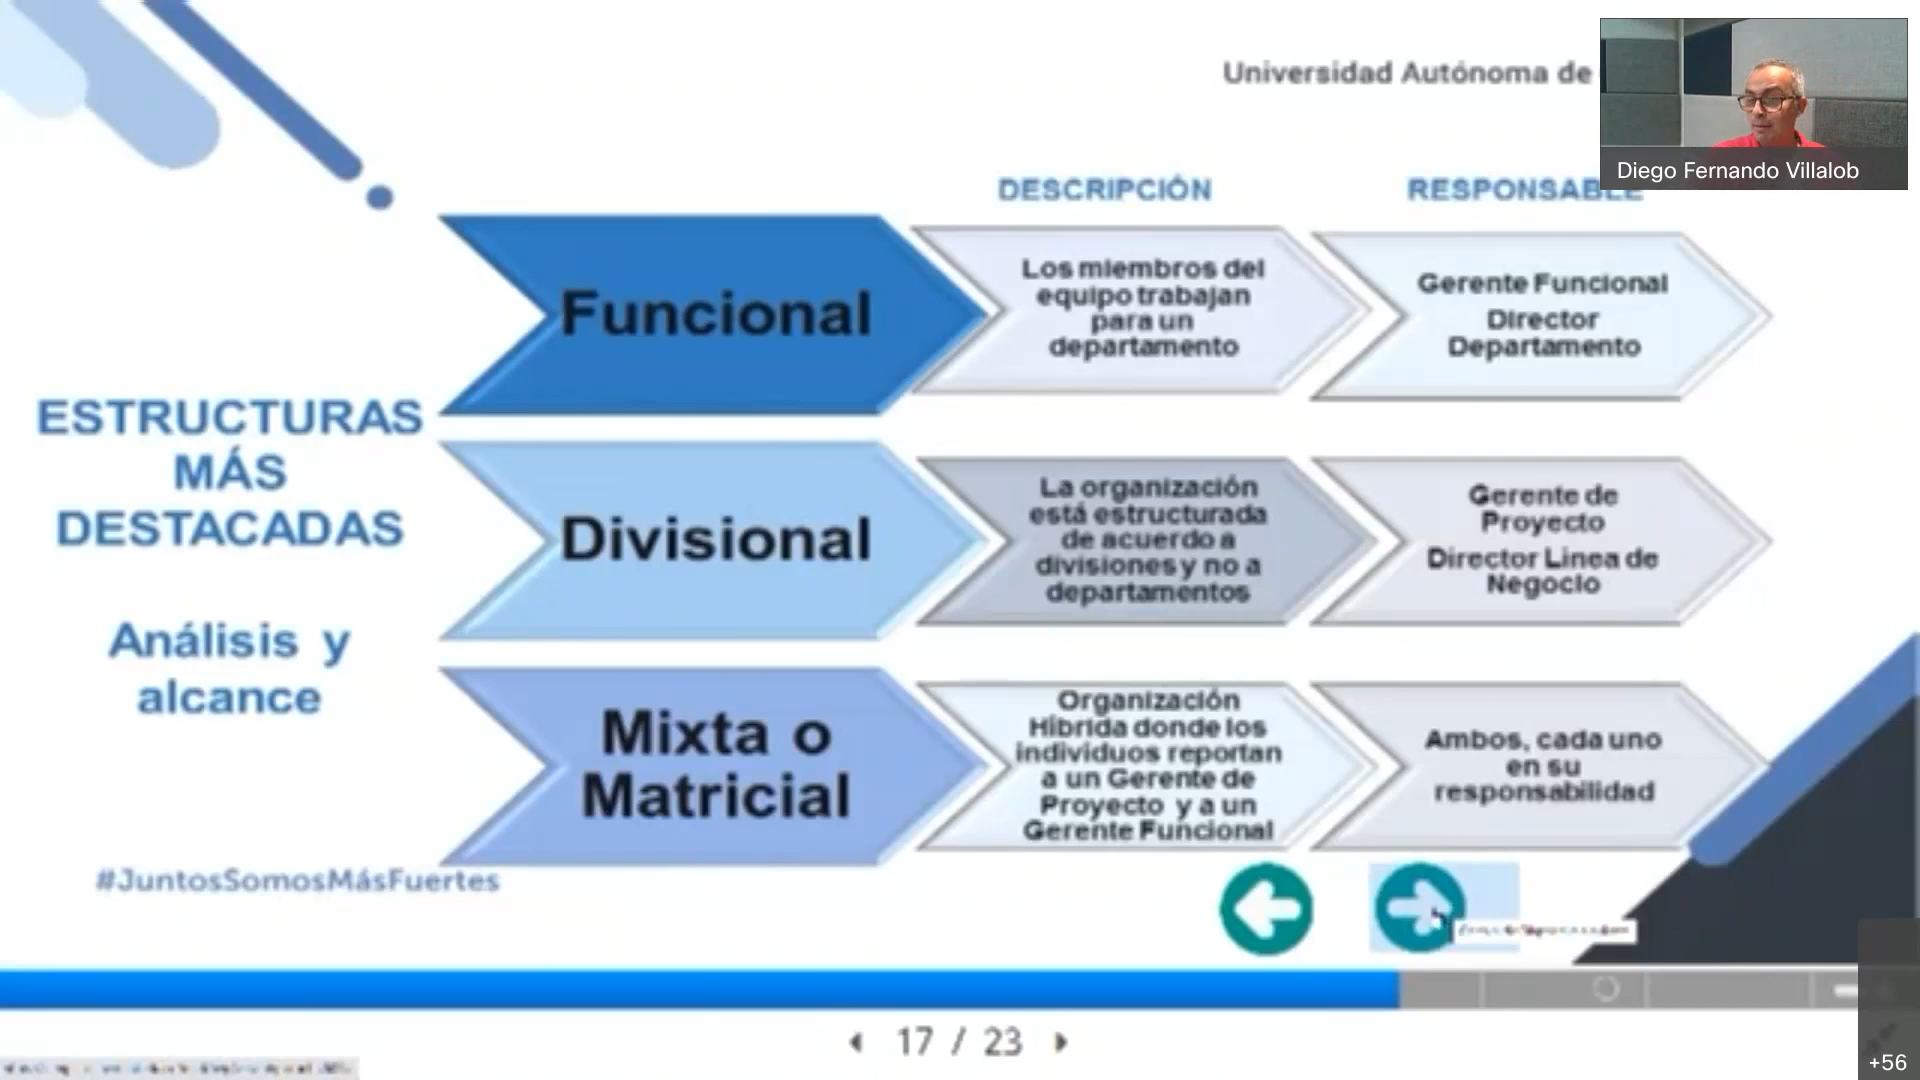 Universidad Autónoma de
Diego Fernando Villalob
DESCRIPCIÓN
RESPONSABLE
ESTRUCTURAS
MÁS
DESTACADAS
Análisis y
alcance
Funcional
Los miembros del
equipo trabajan
para un
departamento
Gerente Funcional
Director
Departamento
Divisional
La organización
está estructurada
de acuerdo a
divisiones y no a
departamentos
Gerente de
Proyecto
Director Linea de
Negocio
Mixta o
Matricial
Organización
Híbrida donde los
individuos reportan
a un Gerente de
Proyecto y a un
Gerente Funcional
Ambos, cada uno
en su
responsabilidad
#JuntosSomosMásFuertes
17 / 23
+56